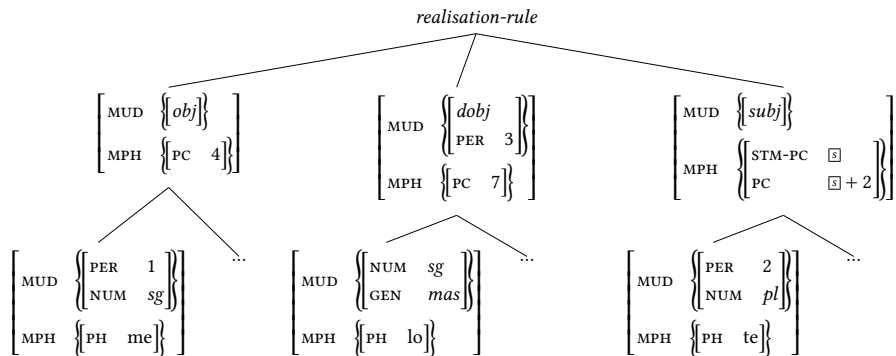 realisation-rule
[MUD {[obj]}]
[MPH {[PC 4]}]
[MUD {[dobj
PER 3]}]
[MPH {[PC 7]}]
[MUD {[subj]}]
[MPH {[STM-PC [s]
PC [s] + 2]}]
[MUD {[PER 1
NUM sg]}]
[MPH {[PH me]}]
...
[MUD {[NUM sg
GEN mas]}]
[MPH {[PH lo]}]
...
[MUD {[PER 2
NUM pl]}]
[MPH {[PH te]}]
...